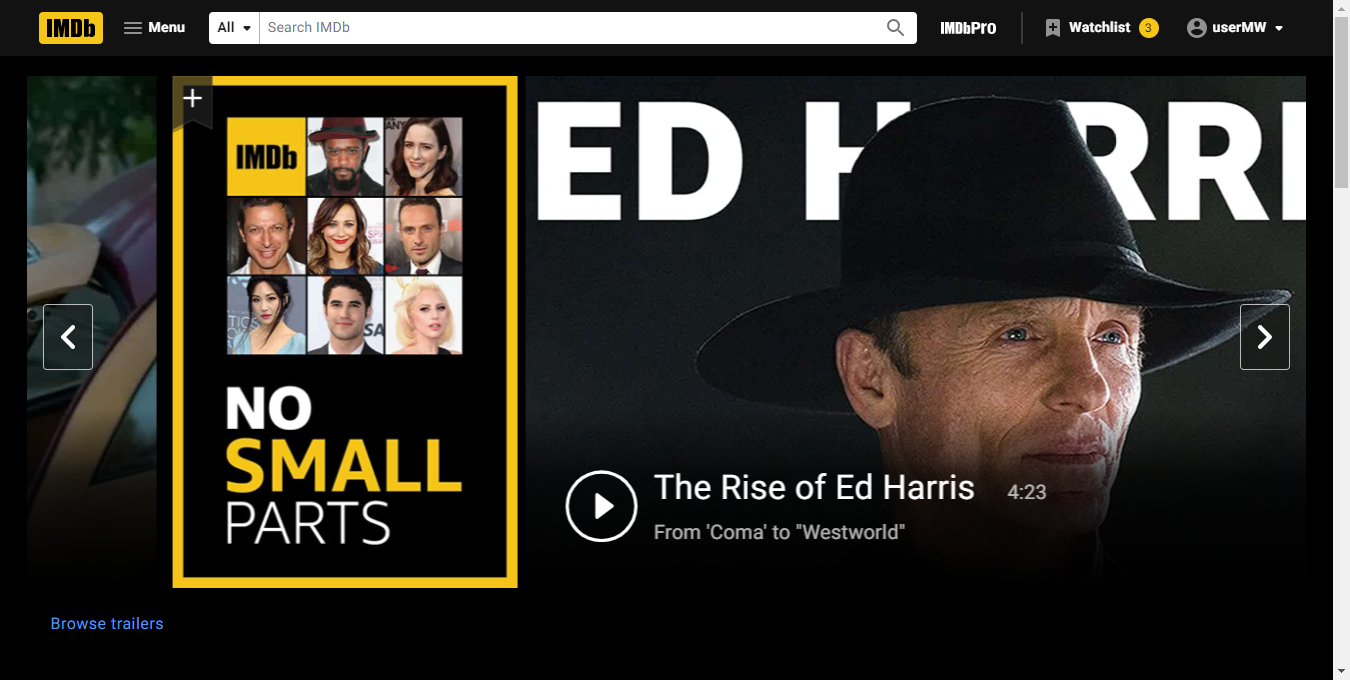 IMDb
Menu
All
Search IMDb
IMDbPro
Watchlist 3
userMW
IMDb
NO
SMALL
PARTS
ED HARRI
The Rise of Ed Harris 4:23
From 'Coma' to "Westworld"
Browse trailers